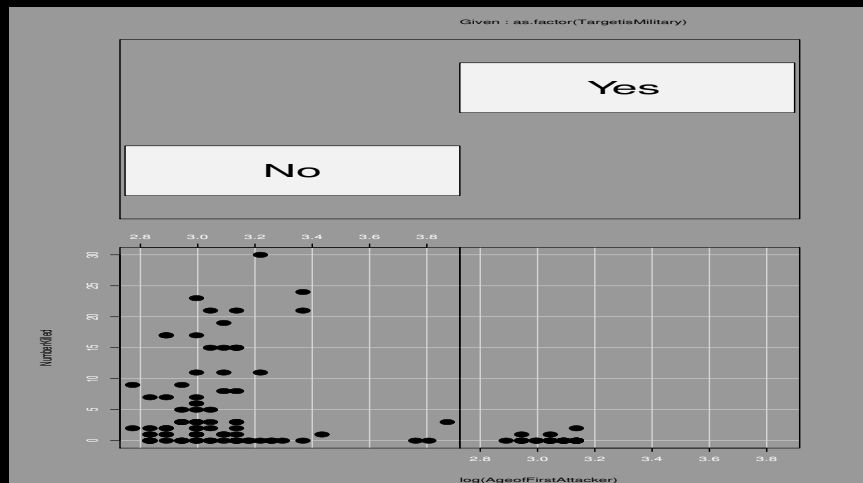 Given : as.factor(TargetisMilitary)
Yes
No
2.8 3.0 3.2 3.4 3.6 3.8
30
25
20
15
10
5
0
NumberKilled
2.8 3.0 3.2 3.4 3.6 3.8
log(AgeofFirstAttacker)